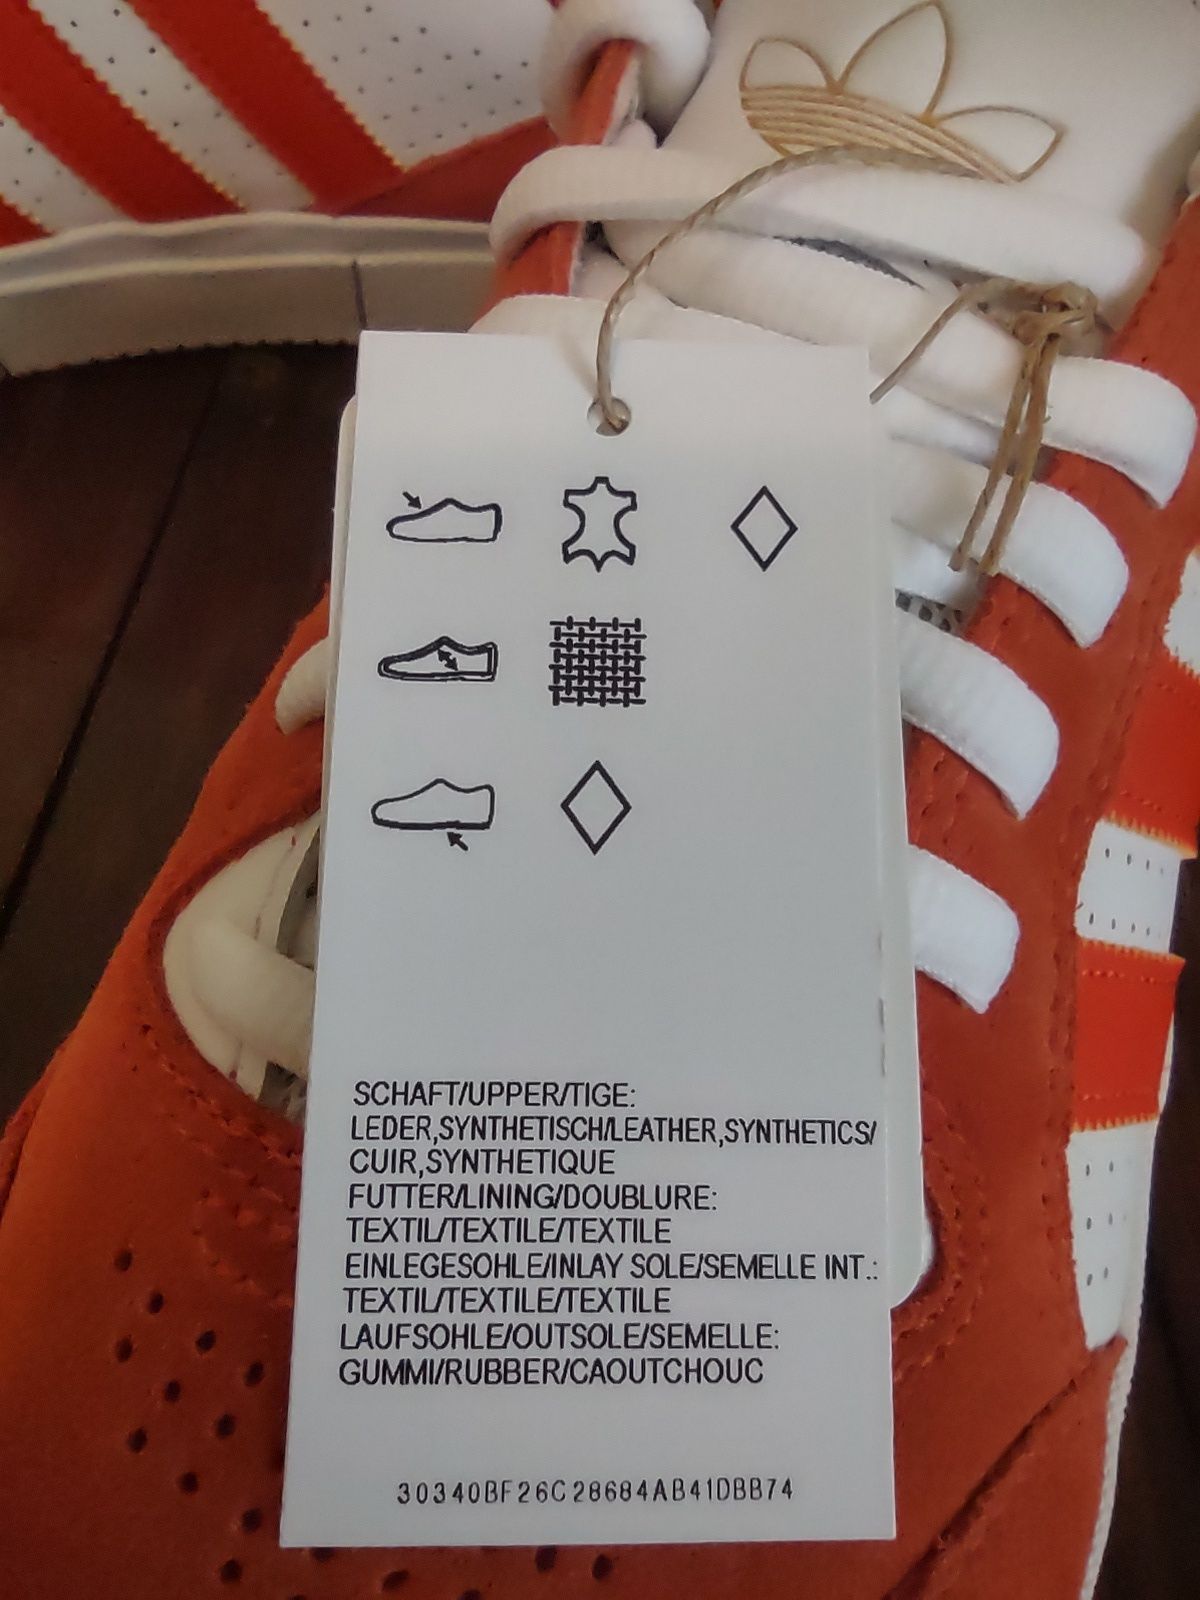 SCHAFT/UPPER/TIGE:
LEDER,SYNTHETISCH/LEATHER,SYNTHETICS/
CUIR,SYNTHETIQUE
FUTTER/LINING/DOUBLURE:
TEXTIL/TEXTILE/TEXTILE
EINLEGESOHLE/INLAY SOLE/SEMELLE INT.:
TEXTIL/TEXTILE/TEXTILE
LAUFSOHLE/OUTSOLE/SEMELLE:
GUMMI/RUBBER/CAOUTCHOUC
30340BF26C28684AB41DBB74